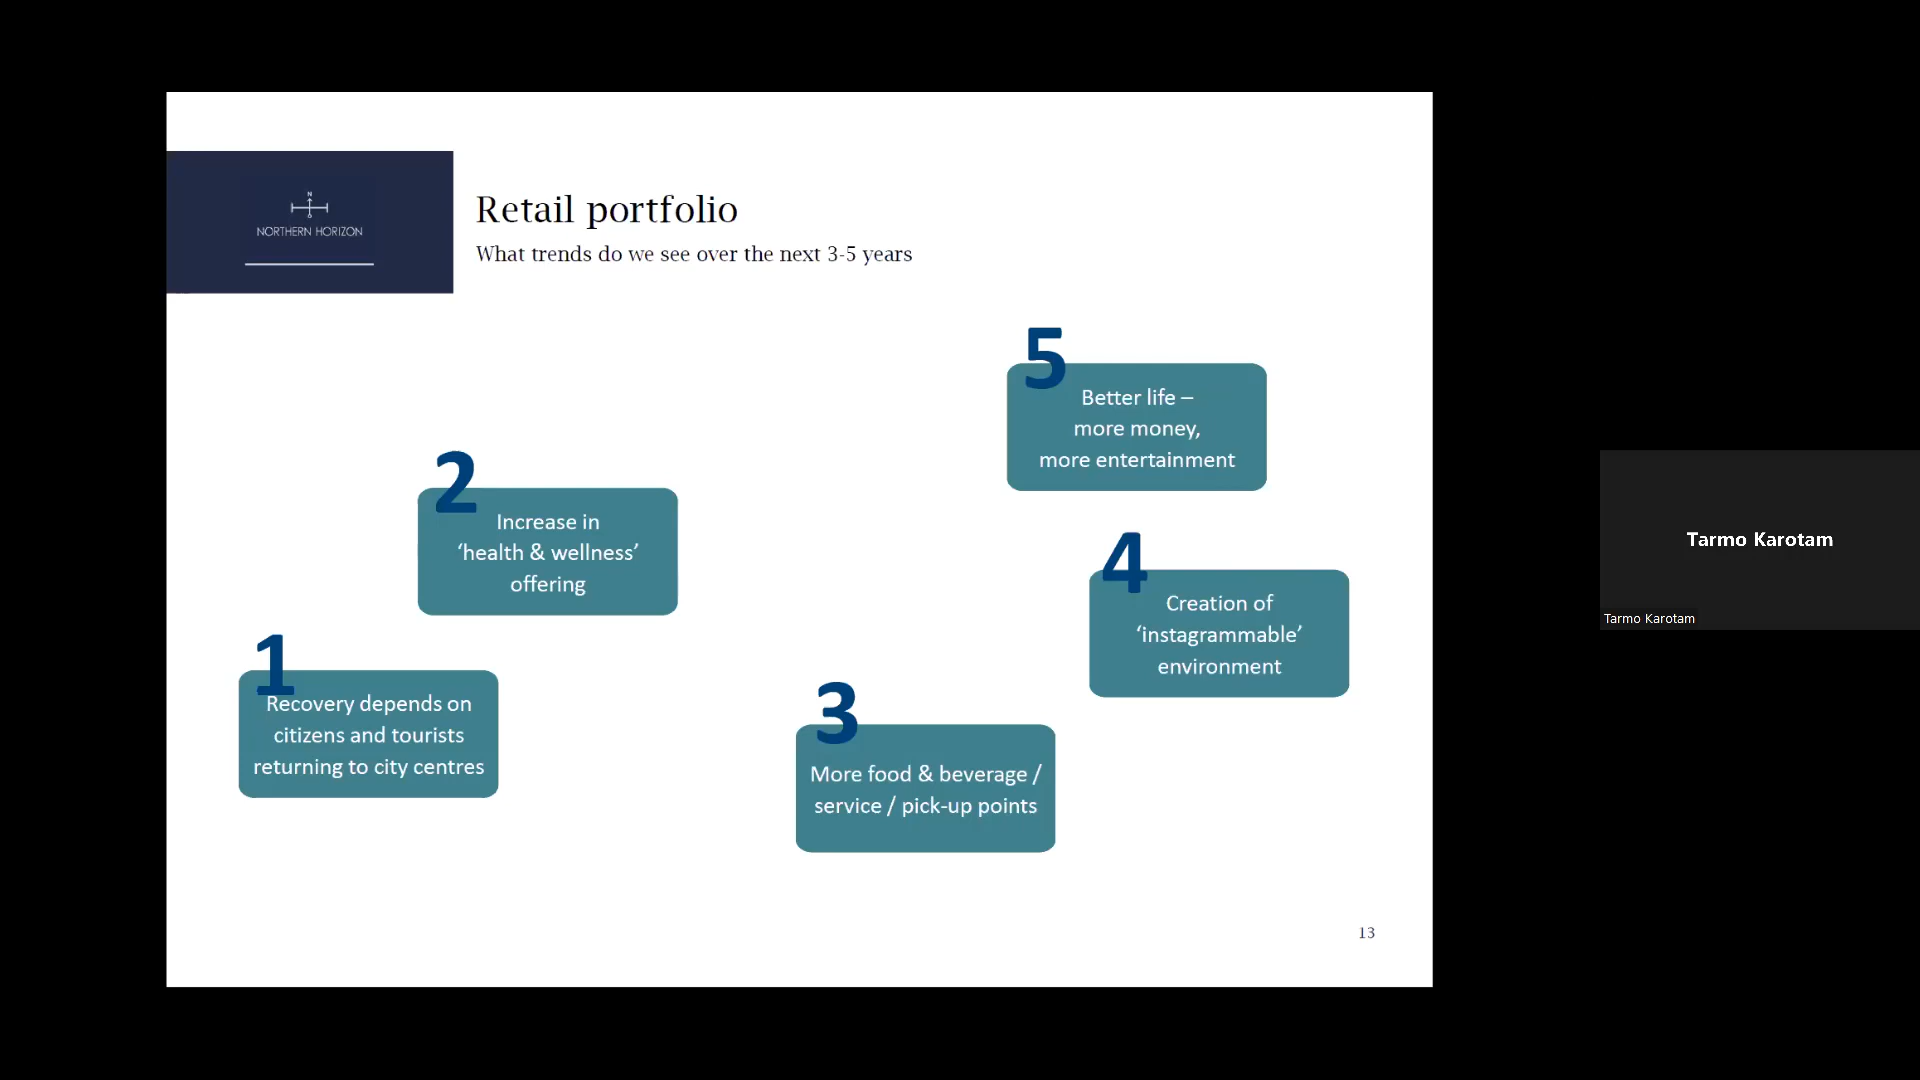 N
NORTHERN HORIZON
Retail portfolio
What trends do we see over the next 3-5 years
1
Recovery depends on
citizens and tourists
returning to city centres
2
Increase in
‘health & wellness’
offering
3
More food & beverage /
service / pick-up points
4
Creation of
‘instagrammable’
environment
5
Better life –
more money,
more entertainment
13
Tarmo Karotam
Tarmo Karotam